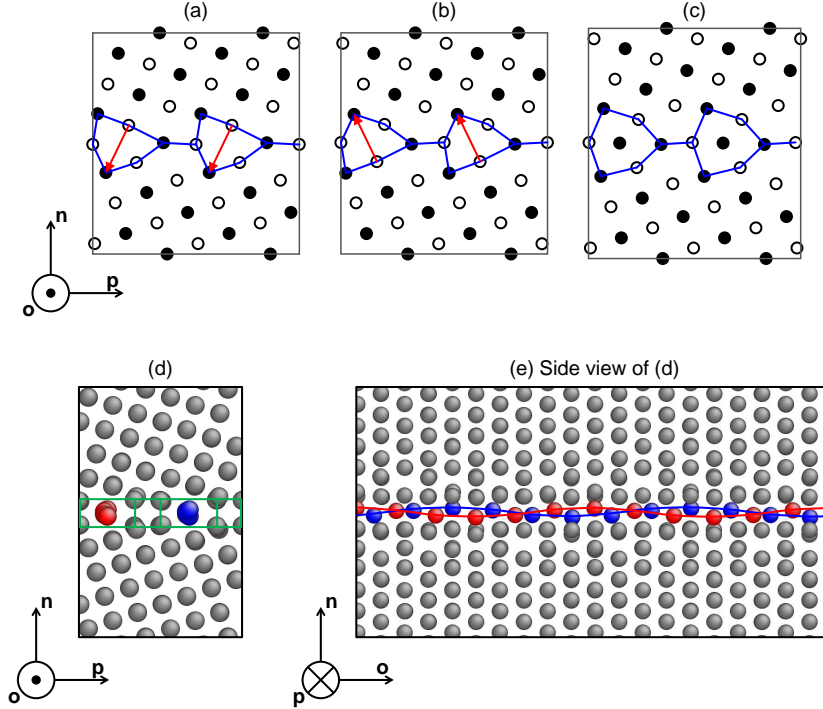 (a) (b) (c)
n
p
o
(d) (e) Side view of (d)
n n
p o
o p